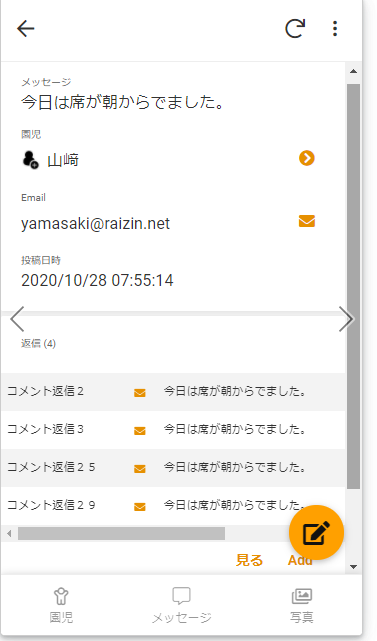 メッセージ
今日は席が朝からでました。
園児
山﨑
Email
yamasaki@raizin.net
投稿日時
2020/10/28 07:55:14
返信 (4)
コメント返信２ 今日は席が朝からでました。
コメント返信３ 今日は席が朝からでました。
コメント返信２５ 今日は席が朝からでました。
コメント返信２９ 今日は席が朝からでました。
見る Add
園児 メッセージ 写真